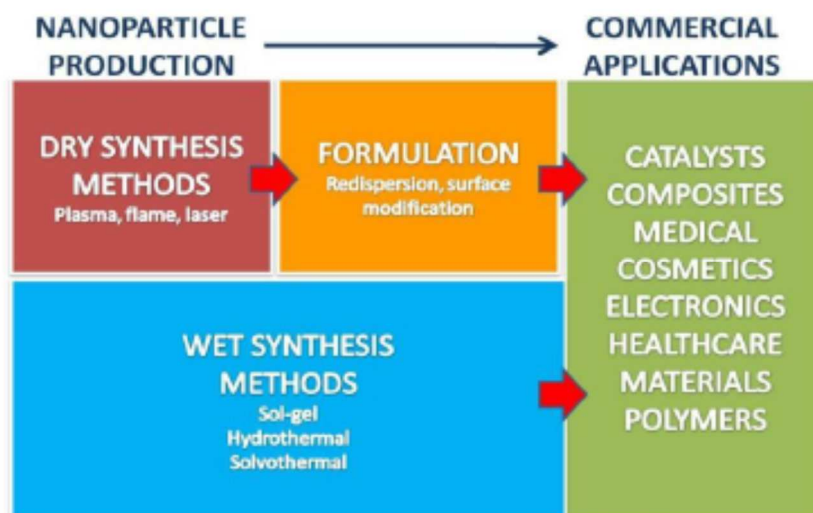 NANOPARTICLE
PRODUCTION
COMMERCIAL
APPLICATIONS
DRY SYNTHESIS
METHODS
Plasma, flame, laser
FORMULATION
Redispersion, surface
modification
WET SYNTHESIS
METHODS
Sol-gel
Hydrothermal
Solvothermal
CATALYSTS
COMPOSITES
MEDICAL
COSMETICS
ELECTRONICS
HEALTHCARE
MATERIALS
POLYMERS